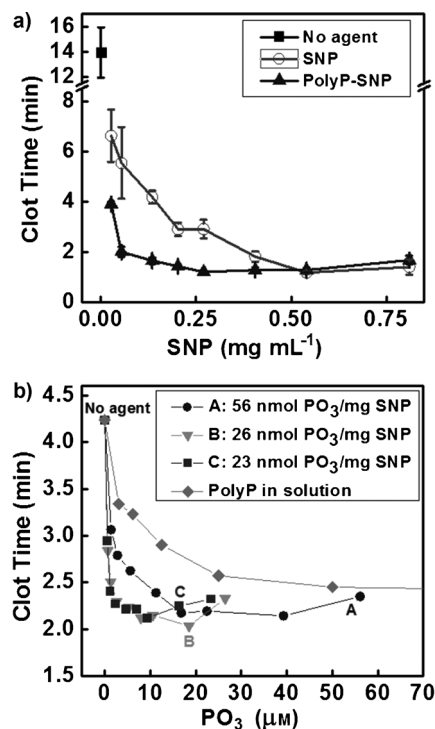 a)
No agent
SNP
PolyP-SNP
Clot Time (min)
16
14
12
8
6
4
2
0
0.00 0.27 0.54 0.81
SNP (mg mL-1)
b)
No agent
A: 56 nmol PO3/mg SNP
B: 26 nmol PO3/mg SNP
C: 23 nmol PO3/mg SNP
PolyP in solution
Clot Time (min)
4.5
4.0
3.5
3.0
2.5
2.0
1.5
C
B
A
0 10 20 30 40 50 60 70
PO3 (μM)